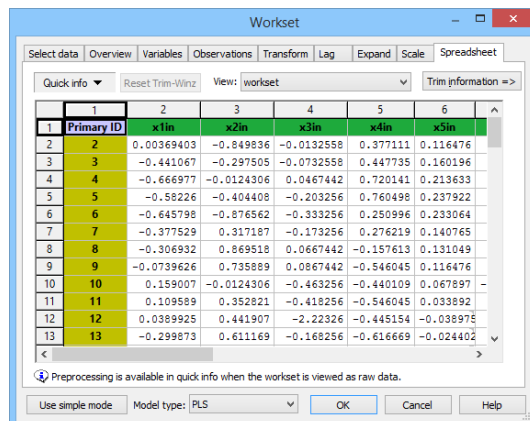 Workset
Select data Overview Variables Observations Transform Lag Expand Scale Spreadsheet
Quick info Reset Trim-Winz View: workset Trim information =>
1 2 3 4 5 6
1 Primary ID x1in x2in x3in x4in x5in
2 2 0.00369403 -0.849836 -0.0132558 0.377111 0.116476
3 3 -0.441067 -0.297505 -0.0732558 0.447735 0.160196
4 4 -0.666977 -0.0124306 0.0467442 0.720141 0.213633
5 5 -0.58226 -0.404408 -0.203256 0.760498 0.237922
6 6 -0.645798 -0.876562 -0.333256 0.250996 0.233064
7 7 -0.377529 0.317187 -0.173256 0.276219 0.140765
8 8 -0.306932 0.869518 0.0667442 -0.157613 0.131049
9 9 -0.0739626 0.735889 0.0867442 -0.546045 0.116476
10 10 0.159007 -0.0124306 -0.463256 -0.440109 0.067897 -
11 11 0.109589 0.352821 -0.418256 -0.546045 0.033892
12 12 0.0389925 0.441907 -2.22326 -0.445154 -0.038975
13 13 -0.299873 0.611169 -0.168256 -0.616669 -0.024402
Preprocessing is available in quick info when the workset is viewed as raw data.
Use simple mode Model type: PLS OK Cancel Help